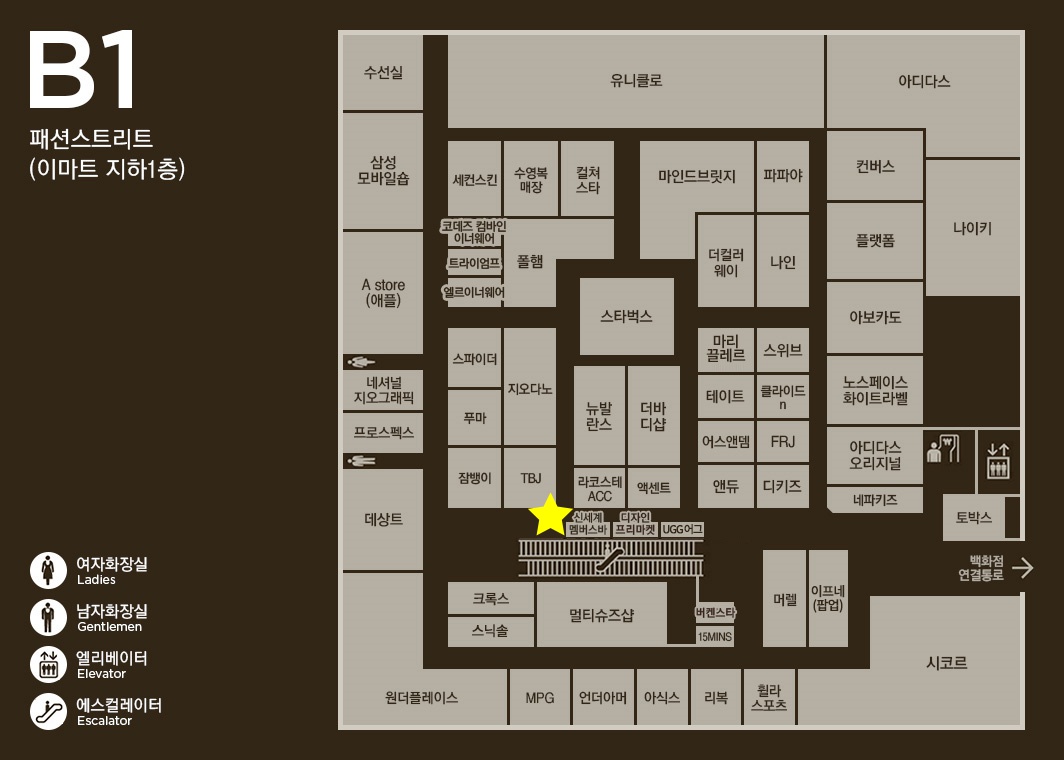 B1
패션스트리트
(이마트 지하1층)
수선실
유니클로
아디다스
삼성
모바일숍
세컨스킨
수영복
매장
컬쳐
스타
마인드브릿지
파파야
컨버스
나이키
코데즈 컴바인
이너웨어
트라이엄프
엘르이너웨어
폴햄
더컬러
웨이
나인
플랫폼
A store
(애플)
스타벅스
아보카도
스파이더
지오다노
마리
끌레르
스위브
네셔널
지오그래픽
푸마
뉴발
란스
더바
디샵
테이트
클라이드
n
노스페이스
화이트라벨
프로스펙스
어스앤뎀
FRJ
아디다스
오리지널
W
잠뱅이
TBJ
라코스테
ACC
액센트
앤듀
디키즈
네파키즈
데상트
신세계
멤버스바
디자인
프리마켓
UGG어그
토박스
백화점
연결통로
크록스
스닉솔
멀티슈즈샵
버켄스탁
15MINS
머렐
이프네
(팝업)
시코르
원더플레이스
MPG
언더아머
아식스
리복
휠라
스포츠
여자화장실
Ladies
남자화장실
Gentlemen
엘리베이터
Elevator
에스컬레이터
Escalator